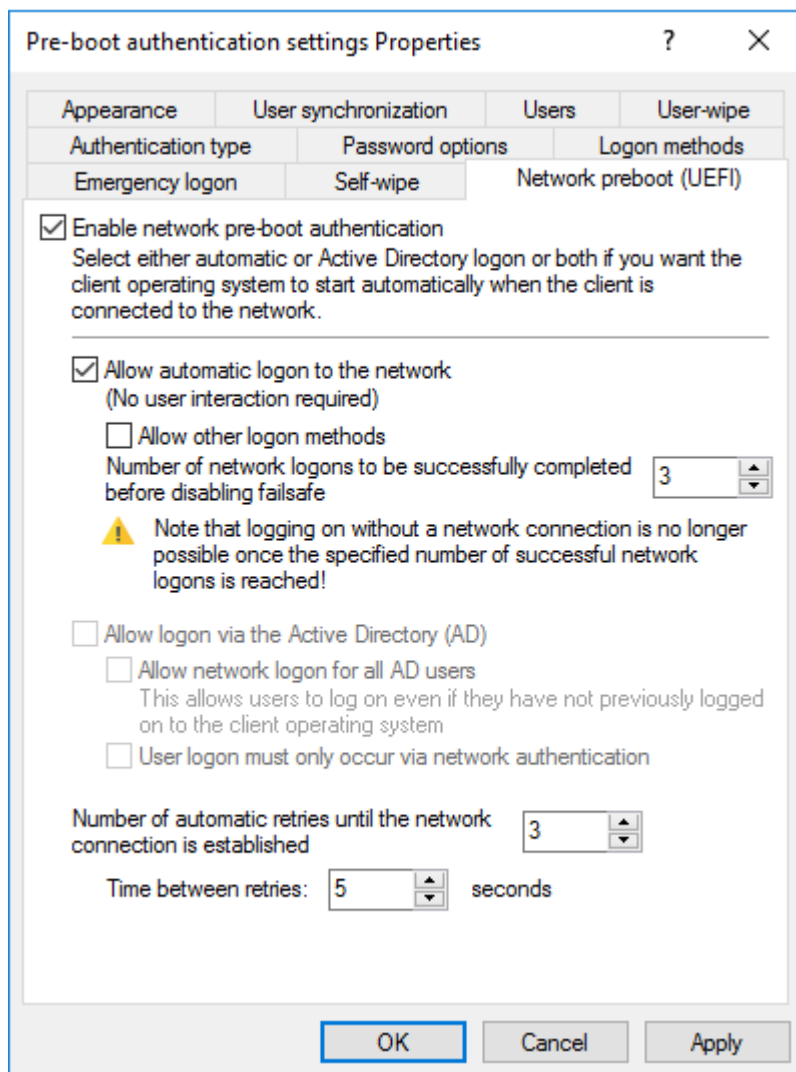 Pre-boot authentication settings Properties
?
Appearance
User synchronization
Users
User-wipe
Authentication type
Password options
Logon methods
Emergency logon
Self-wipe
Network preboot (UEFI)
Enable network pre-boot authentication
Select either automatic or Active Directory logon or both if you want the
client operating system to start automatically when the client is
connected to the network.
Allow automatic logon to the network
(No user interaction required)
Allow other logon methods
Number of network logons to be successfully completed
before disabling failsafe
3
Note that logging on without a network connection is no longer
possible once the specified number of successful network
logons is reached!
Allow logon via the Active Directory (AD)
Allow network logon for all AD users
This allows users to log on even if they have not previously logged
on to the client operating system
User logon must only occur via network authentication
Number of automatic retries until the network
connection is established
3
Time between retries: 5 seconds
OK
Cancel
Apply